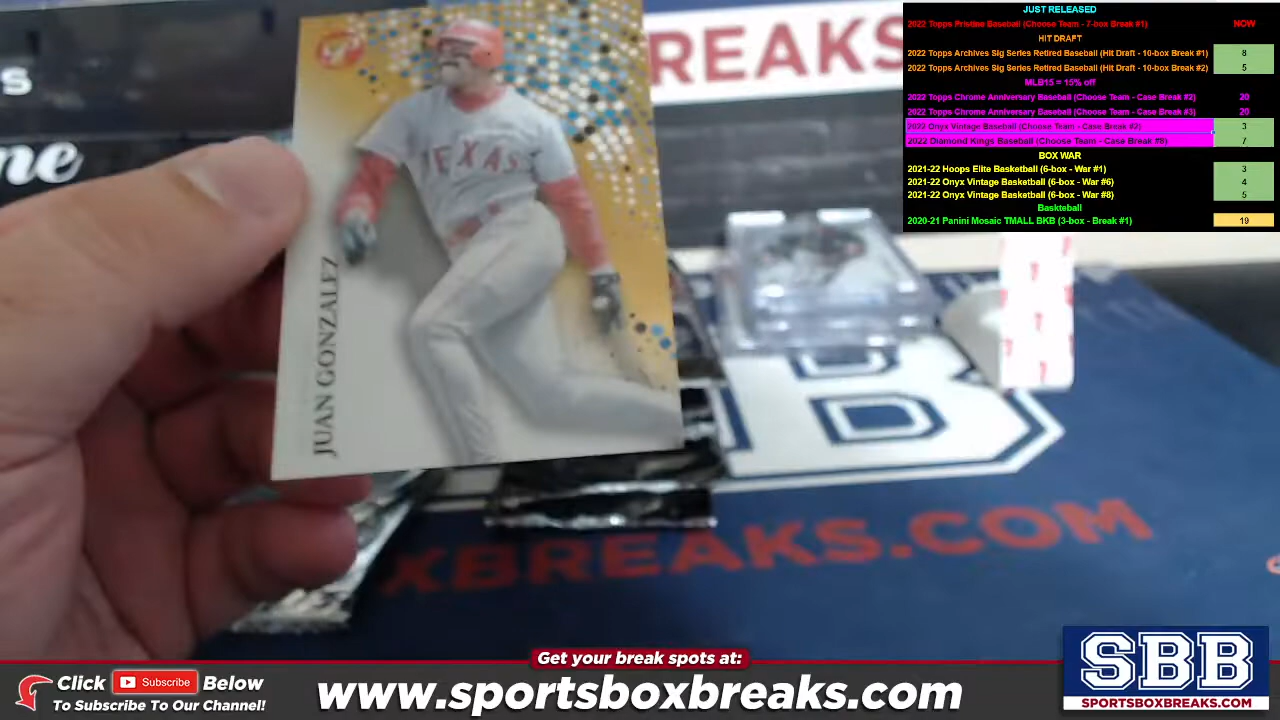 JUST RELEASED
2022 Topps Pristine Baseball (Choose Team - 7-box Break #1) NOW
HIT DRAFT
2022 Topps Archives Sig Series Retired Baseball (Hit Draft - 10-box Break #1) 8
2022 Topps Archives Sig Series Retired Baseball (Hit Draft - 10-box Break #2) 5
MLB15 = 15% off
2022 Topps Chrome Anniversary Baseball (Choose Team - Case Break #2) 20
2022 Topps Chrome Anniversary Baseball (Choose Team - Case Break #3) 20
2022 Onyx Vintage Baseball (Choose Team - Case Break #2) 3
2022 Diamond Kings Baseball (Choose Team - Case Break #8) 7
BOX WAR
2021-22 Hoops Elite Basketball (6-box - War #1) 3
2021-22 Onyx Vintage Basketball (6-box - War #6) 4
2021-22 Onyx Vintage Basketball (6-box - War #8) 5
Baskteball
2020-21 Panini Mosaic TMALL BKB (3-box - Break #1) 19
REAKS
s
ne
TEXAS
JUAN GONZALEZ
B
XBREAKS.COM
Get your break spots at:
Click Subscribe Below
To Subscribe To Our Channel!
www.sportsboxbreaks.com
SBB
SPORTSBOXBREAKS.COM